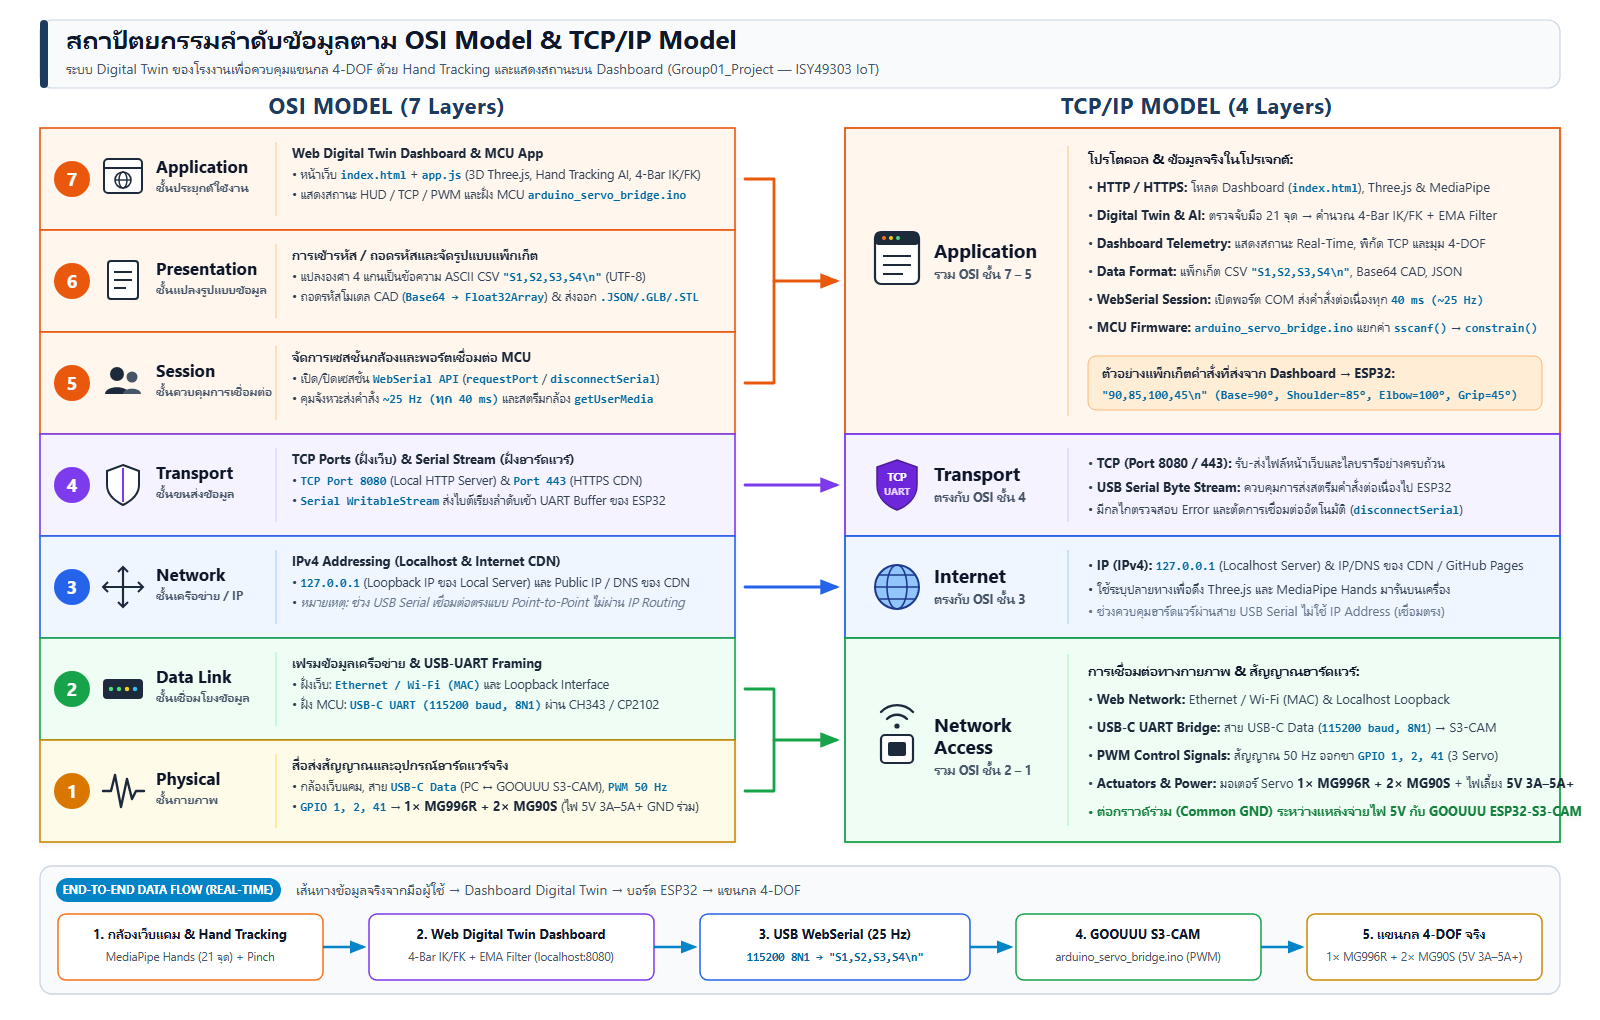 สถาปัตยกรรมลำดับข้อมูลตาม OSI Model & TCP/IP Model
ระบบ Digital Twin ของโรงงานเพื่อควบคุมแขนกล 4-DOF ด้วย Hand Tracking และแสดงสถานะบน Dashboard (Group01_Project — ISY49303 IoT)
OSI MODEL (7 Layers)
7
Application
ชั้นประยุกต์ใช้งาน
Web Digital Twin Dashboard & MCU App
• หน้าเว็บ index.html + app.js (3D Three.js, Hand Tracking AI, 4-Bar IK/FK)
• แสดงสถานะ HUD / TCP / PWM และฝั่ง MCU arduino_servo_bridge.ino
6
Presentation
ชั้นแปลงรูปแบบข้อมูล
การเข้ารหัส / ถอดรหัสและจัดรูปแบบแพ็กเก็ต
• แปลงองศา 4 แกนเป็นข้อความ ASCII CSV "S1,S2,S3,S4\n" (UTF-8)
• ถอดรหัสโมเดล CAD (Base64 → Float32Array) & ส่งออก .JSON/.GLB/.STL
5
Session
ชั้นควบคุมการเชื่อมต่อ
จัดการเซสชันกล้องและพอร์ตเชื่อมต่อ MCU
• เปิด/ปิดเซสชัน WebSerial API (requestPort / disconnectSerial)
• คุมจังหวะส่งคำสั่ง ~25 Hz (ทุก 40 ms) และสตรีมกล้อง getUserMedia
4
Transport
ชั้นขนส่งข้อมูล
TCP Ports (ฝั่งเว็บ) & Serial Stream (ฝั่งฮาร์ดแวร์)
• TCP Port 8080 (Local HTTP Server) & Port 443 (HTTPS CDN)
• Serial WritableStream ส่งไบต์เรียงลำดับเข้า UART Buffer ของ ESP32
3
Network
ชั้นเครือข่าย / IP
IPv4 Addressing (Localhost & Internet CDN)
• 127.0.0.1 (Loopback IP ของ Local Server) และ Public IP / DNS ของ CDN
• หมายเหตุ: ช่วง USB Serial เชื่อมต่อตรงแบบ Point-to-Point ไม่ผ่าน IP Routing
2
Data Link
ชั้นเชื่อมโยงข้อมูล
เฟรมข้อมูลเครือข่าย & USB-UART Framing
• ฝั่งเว็บ: Ethernet / Wi-Fi (MAC) และ Loopback Interface
• ฝั่ง MCU: USB-C UART (115200 baud, 8N1) ผ่าน CH343 / CP2102
1
Physical
ชั้นกายภาพ
สื่อส่งสัญญาณและอุปกรณ์ฮาร์ดแวร์จริง
• กล้องเว็บแคม, สาย USB-C Data (PC ↔ GOOUUU S3-CAM), PWM 50 Hz
• GPIO 1, 2, 41 → 1× MG996R + 2× MG90S (ไฟ 5V 3A–5A+ GND ร่วม)
TCP/IP MODEL (4 Layers)
Application
รวม OSI ชั้น 7 – 5
โปรโตคอล & ข้อมูลจริงในโปรเจกต์:
• HTTP / HTTPS: โหลด Dashboard (index.html), Three.js & MediaPipe
• Digital Twin & AI: ตรวจจับมือ 21 จุด → คำนวณ 4-Bar IK/FK + EMA Filter
• Dashboard Telemetry: แสดงสถานะ Real-Time, พิกัด TCP และมุม 4-DOF
• Data Format: แพ็กเก็ต CSV "S1,S2,S3,S4\n", Base64 CAD, JSON
• WebSerial Session: เปิดพอร์ต COM ส่งคำสั่งต่อเนื่องทุก 40 ms (~25 Hz)
• MCU Firmware: arduino_servo_bridge.ino แยกค่า sscanf() → constrain()
ตัวอย่างแพ็กเก็ตคำสั่งที่ส่งจาก Dashboard → ESP32:
"90,85,100,45\n" (Base=90°, Shoulder=85°, Elbow=100°, Grip=45°)
TCP
UART
Transport
ตรงกับ OSI ชั้น 4
• TCP (Port 8080 / 443): รับ-ส่งไฟล์หน้าเว็บและไลบรารีอย่างครบถ้วน
• USB Serial Byte Stream: ควบคุมการส่งสตรีมคำสั่งต่อเนื่องไป ESP32
• มีกลไกตรวจสอบ Error และตัดการเชื่อมต่ออัตโนมัติ (disconnectSerial)
Internet
ตรงกับ OSI ชั้น 3
• IP (IPv4): 127.0.0.1 (Localhost Server) & IP/DNS ของ CDN / GitHub Pages
• ใช้ระบุปลายทางเพื่อดึง Three.js และ MediaPipe Hands มารันบนเครื่อง
• ช่วงควบคุมฮาร์ดแวร์ผ่านสาย USB Serial ไม่ใช้ IP Address (เชื่อมตรง)
Network
Access
รวม OSI ชั้น 2 – 1
การเชื่อมต่อทางกายภาพ & สัญญาณฮาร์ดแวร์:
• Web Network: Ethernet / Wi-Fi (MAC) & Localhost Loopback
• USB-C UART Bridge: สาย USB-C Data (115200 baud, 8N1) → S3-CAM
• PWM Control Signals: สัญญาณ 50 Hz ออกขา GPIO 1, 2, 41 (3 Servo)
• Actuators & Power: มอเตอร์ Servo 1× MG996R + 2× MG90S + ไฟเลี้ยง 5V 3A–5A+
• ต่อกราวด์ร่วม (Common GND) ระหว่างแหล่งจ่ายไฟ 5V กับ GOOUUU ESP32-S3-CAM
END-TO-END DATA FLOW (REAL-TIME)
เส้นทางข้อมูลจริงจากมือผู้ใช้ → Dashboard Digital Twin → บอร์ด ESP32 → แขนกล 4-DOF
1. กล้องเว็บแคม & Hand Tracking
MediaPipe Hands (21 จุด) + Pinch
2. Web Digital Twin Dashboard
4-Bar IK/FK + EMA Filter (localhost:8080)
3. USB WebSerial (25 Hz)
115200 8N1 → "S1,S2,S3,S4\n"
4. GOOUUU S3-CAM
arduino_servo_bridge.ino (PWM)
5. แขนกล 4-DOF จริง
1× MG996R + 2× MG90S (5V 3A–5A+)